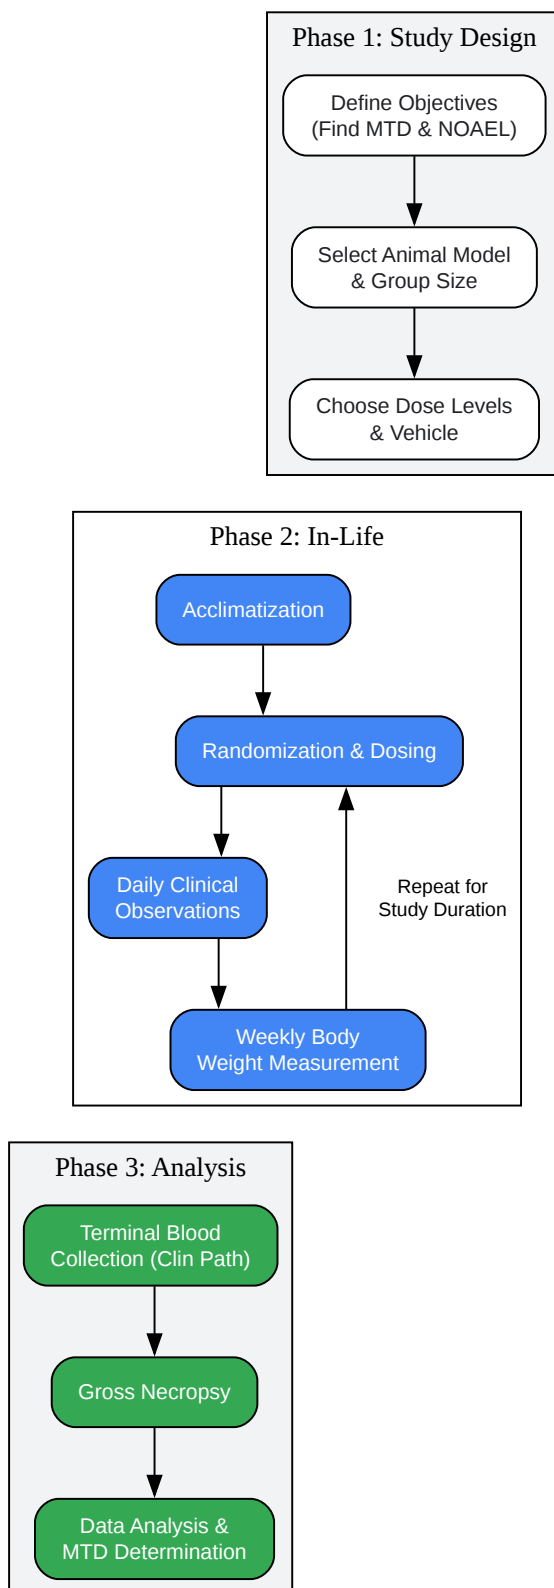 Phase 1: Study Design
Define Objectives
(Find MTD & NOAEL)
Select Animal Model
& Group Size
Choose Dose Levels
& Vehicle
Phase 2: In-Life
Acclimatization
Randomization & Dosing
Daily Clinical
Observations
Repeat for
Study Duration
Weekly Body
Weight Measurement
Phase 3: Analysis
Terminal Blood
Collection (Clin Path)
Gross Necropsy
Data Analysis &
MTD Determination